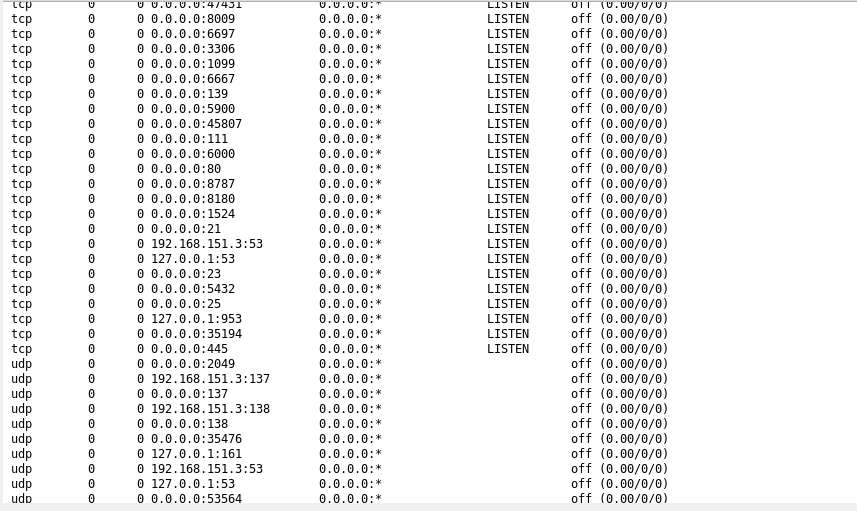 tcp 0 0 0.0.0.0:47431 0.0.0.0:* LISTEN off (0.00/0/0)
tcp 0 0 0.0.0.0:8009 0.0.0.0:* LISTEN off (0.00/0/0)
tcp 0 0 0.0.0.0:6697 0.0.0.0:* LISTEN off (0.00/0/0)
tcp 0 0 0.0.0.0:3306 0.0.0.0:* LISTEN off (0.00/0/0)
tcp 0 0 0.0.0.0:1099 0.0.0.0:* LISTEN off (0.00/0/0)
tcp 0 0 0.0.0.0:6667 0.0.0.0:* LISTEN off (0.00/0/0)
tcp 0 0 0.0.0.0:139 0.0.0.0:* LISTEN off (0.00/0/0)
tcp 0 0 0.0.0.0:5900 0.0.0.0:* LISTEN off (0.00/0/0)
tcp 0 0 0.0.0.0:45807 0.0.0.0:* LISTEN off (0.00/0/0)
tcp 0 0 0.0.0.0:111 0.0.0.0:* LISTEN off (0.00/0/0)
tcp 0 0 0.0.0.0:6000 0.0.0.0:* LISTEN off (0.00/0/0)
tcp 0 0 0.0.0.0:80 0.0.0.0:* LISTEN off (0.00/0/0)
tcp 0 0 0.0.0.0:8787 0.0.0.0:* LISTEN off (0.00/0/0)
tcp 0 0 0.0.0.0:8180 0.0.0.0:* LISTEN off (0.00/0/0)
tcp 0 0 0.0.0.0:1524 0.0.0.0:* LISTEN off (0.00/0/0)
tcp 0 0 0.0.0.0:21 0.0.0.0:* LISTEN off (0.00/0/0)
tcp 0 0 192.168.151.3:53 0.0.0.0:* LISTEN off (0.00/0/0)
tcp 0 0 127.0.0.1:53 0.0.0.0:* LISTEN off (0.00/0/0)
tcp 0 0 0.0.0.0:23 0.0.0.0:* LISTEN off (0.00/0/0)
tcp 0 0 0.0.0.0:5432 0.0.0.0:* LISTEN off (0.00/0/0)
tcp 0 0 0.0.0.0:25 0.0.0.0:* LISTEN off (0.00/0/0)
tcp 0 0 127.0.0.1:953 0.0.0.0:* LISTEN off (0.00/0/0)
tcp 0 0 0.0.0.0:35194 0.0.0.0:* LISTEN off (0.00/0/0)
tcp 0 0 0.0.0.0:445 0.0.0.0:* LISTEN off (0.00/0/0)
udp 0 0 0.0.0.0:2049 0.0.0.0:* off (0.00/0/0)
udp 0 0 192.168.151.3:137 0.0.0.0:* off (0.00/0/0)
udp 0 0 0.0.0.0:137 0.0.0.0:* off (0.00/0/0)
udp 0 0 192.168.151.3:138 0.0.0.0:* off (0.00/0/0)
udp 0 0 0.0.0.0:138 0.0.0.0:* off (0.00/0/0)
udp 0 0 0.0.0.0:35476 0.0.0.0:* off (0.00/0/0)
udp 0 0 127.0.0.1:161 0.0.0.0:* off (0.00/0/0)
udp 0 0 192.168.151.3:53 0.0.0.0:* off (0.00/0/0)
udp 0 0 127.0.0.1:53 0.0.0.0:* off (0.00/0/0)
udp 0 0 0.0.0.0:53564 0.0.0.0:* off (0.00/0/0)